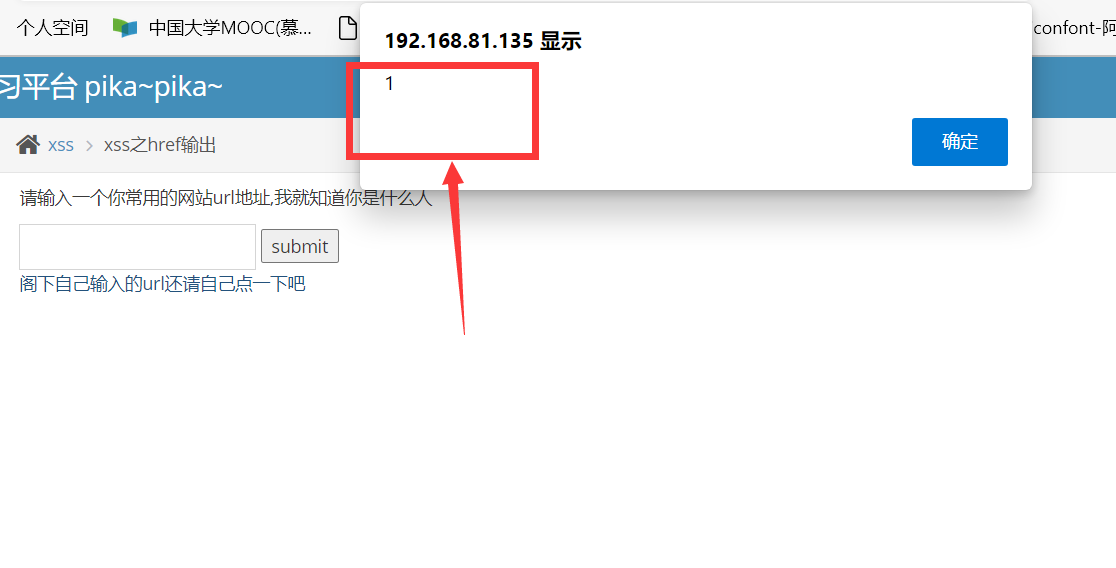 个人空间 中国大学MOOC(慕... confont-阿
192.168.81.135 显示
1
确定
习平台 pika~pika~
xss > xss之href输出
请输入一个你常用的网站url地址,我就知道你是什么人
submit
阁下自己输入的url还请自己点一下吧